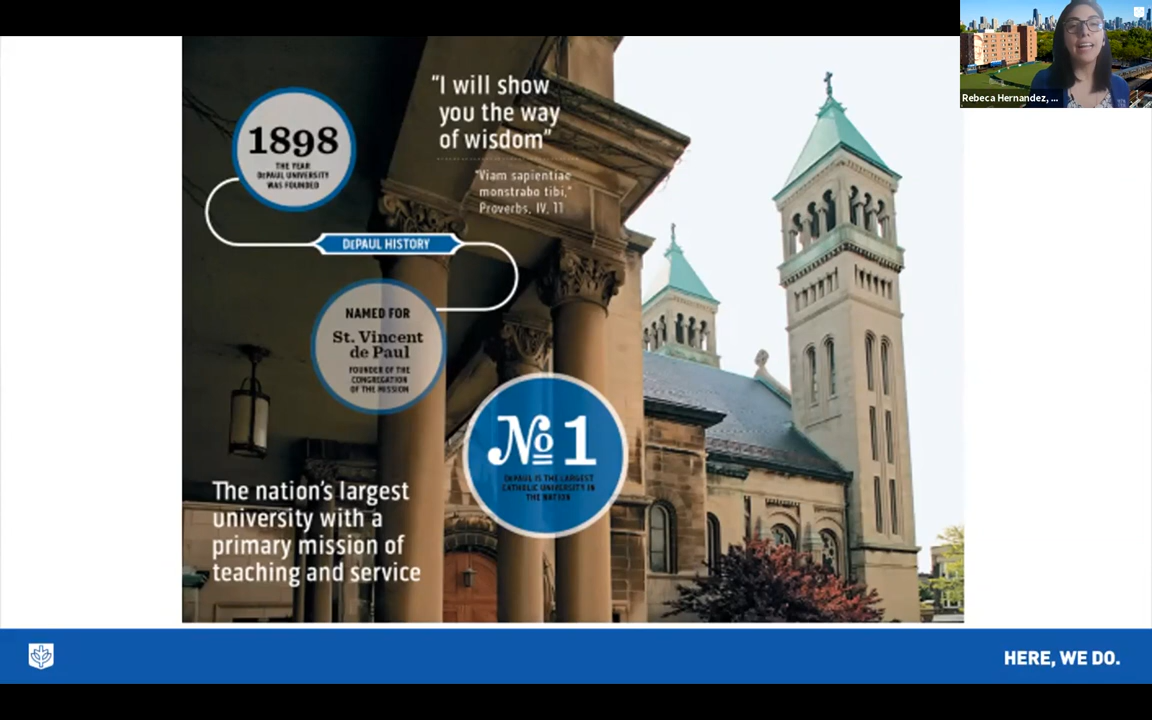 Rebeca Hernandez, ...
1898
THE YEAR
DEPAUL UNIVERSITY
WAS FOUNDED
"I will show
you the way
of wisdom"
"Viam sapientiae
monstrabo tibi,"
Proverbs, IV, 11
DEPAUL HISTORY
NAMED FOR
St. Vincent
de Paul
FOUNDER OF THE
CONGREGATION
OF THE MISSION
No 1
DEPAUL IS THE LARGEST
CATHOLIC UNIVERSITY IN
THE NATION
The nation's largest
university with a
primary mission of
teaching and service
HERE, WE DO.